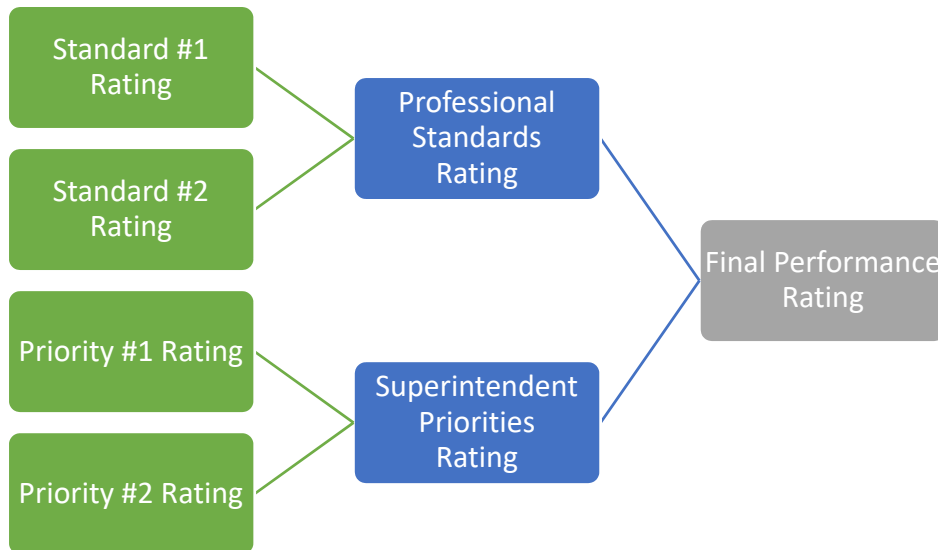 Standard #1
Rating
Standard #2
Rating
Priority #1 Rating
Priority #2 Rating
Professional
Standards
Rating
Superintendent
Priorities
Rating
Final Performance
Rating